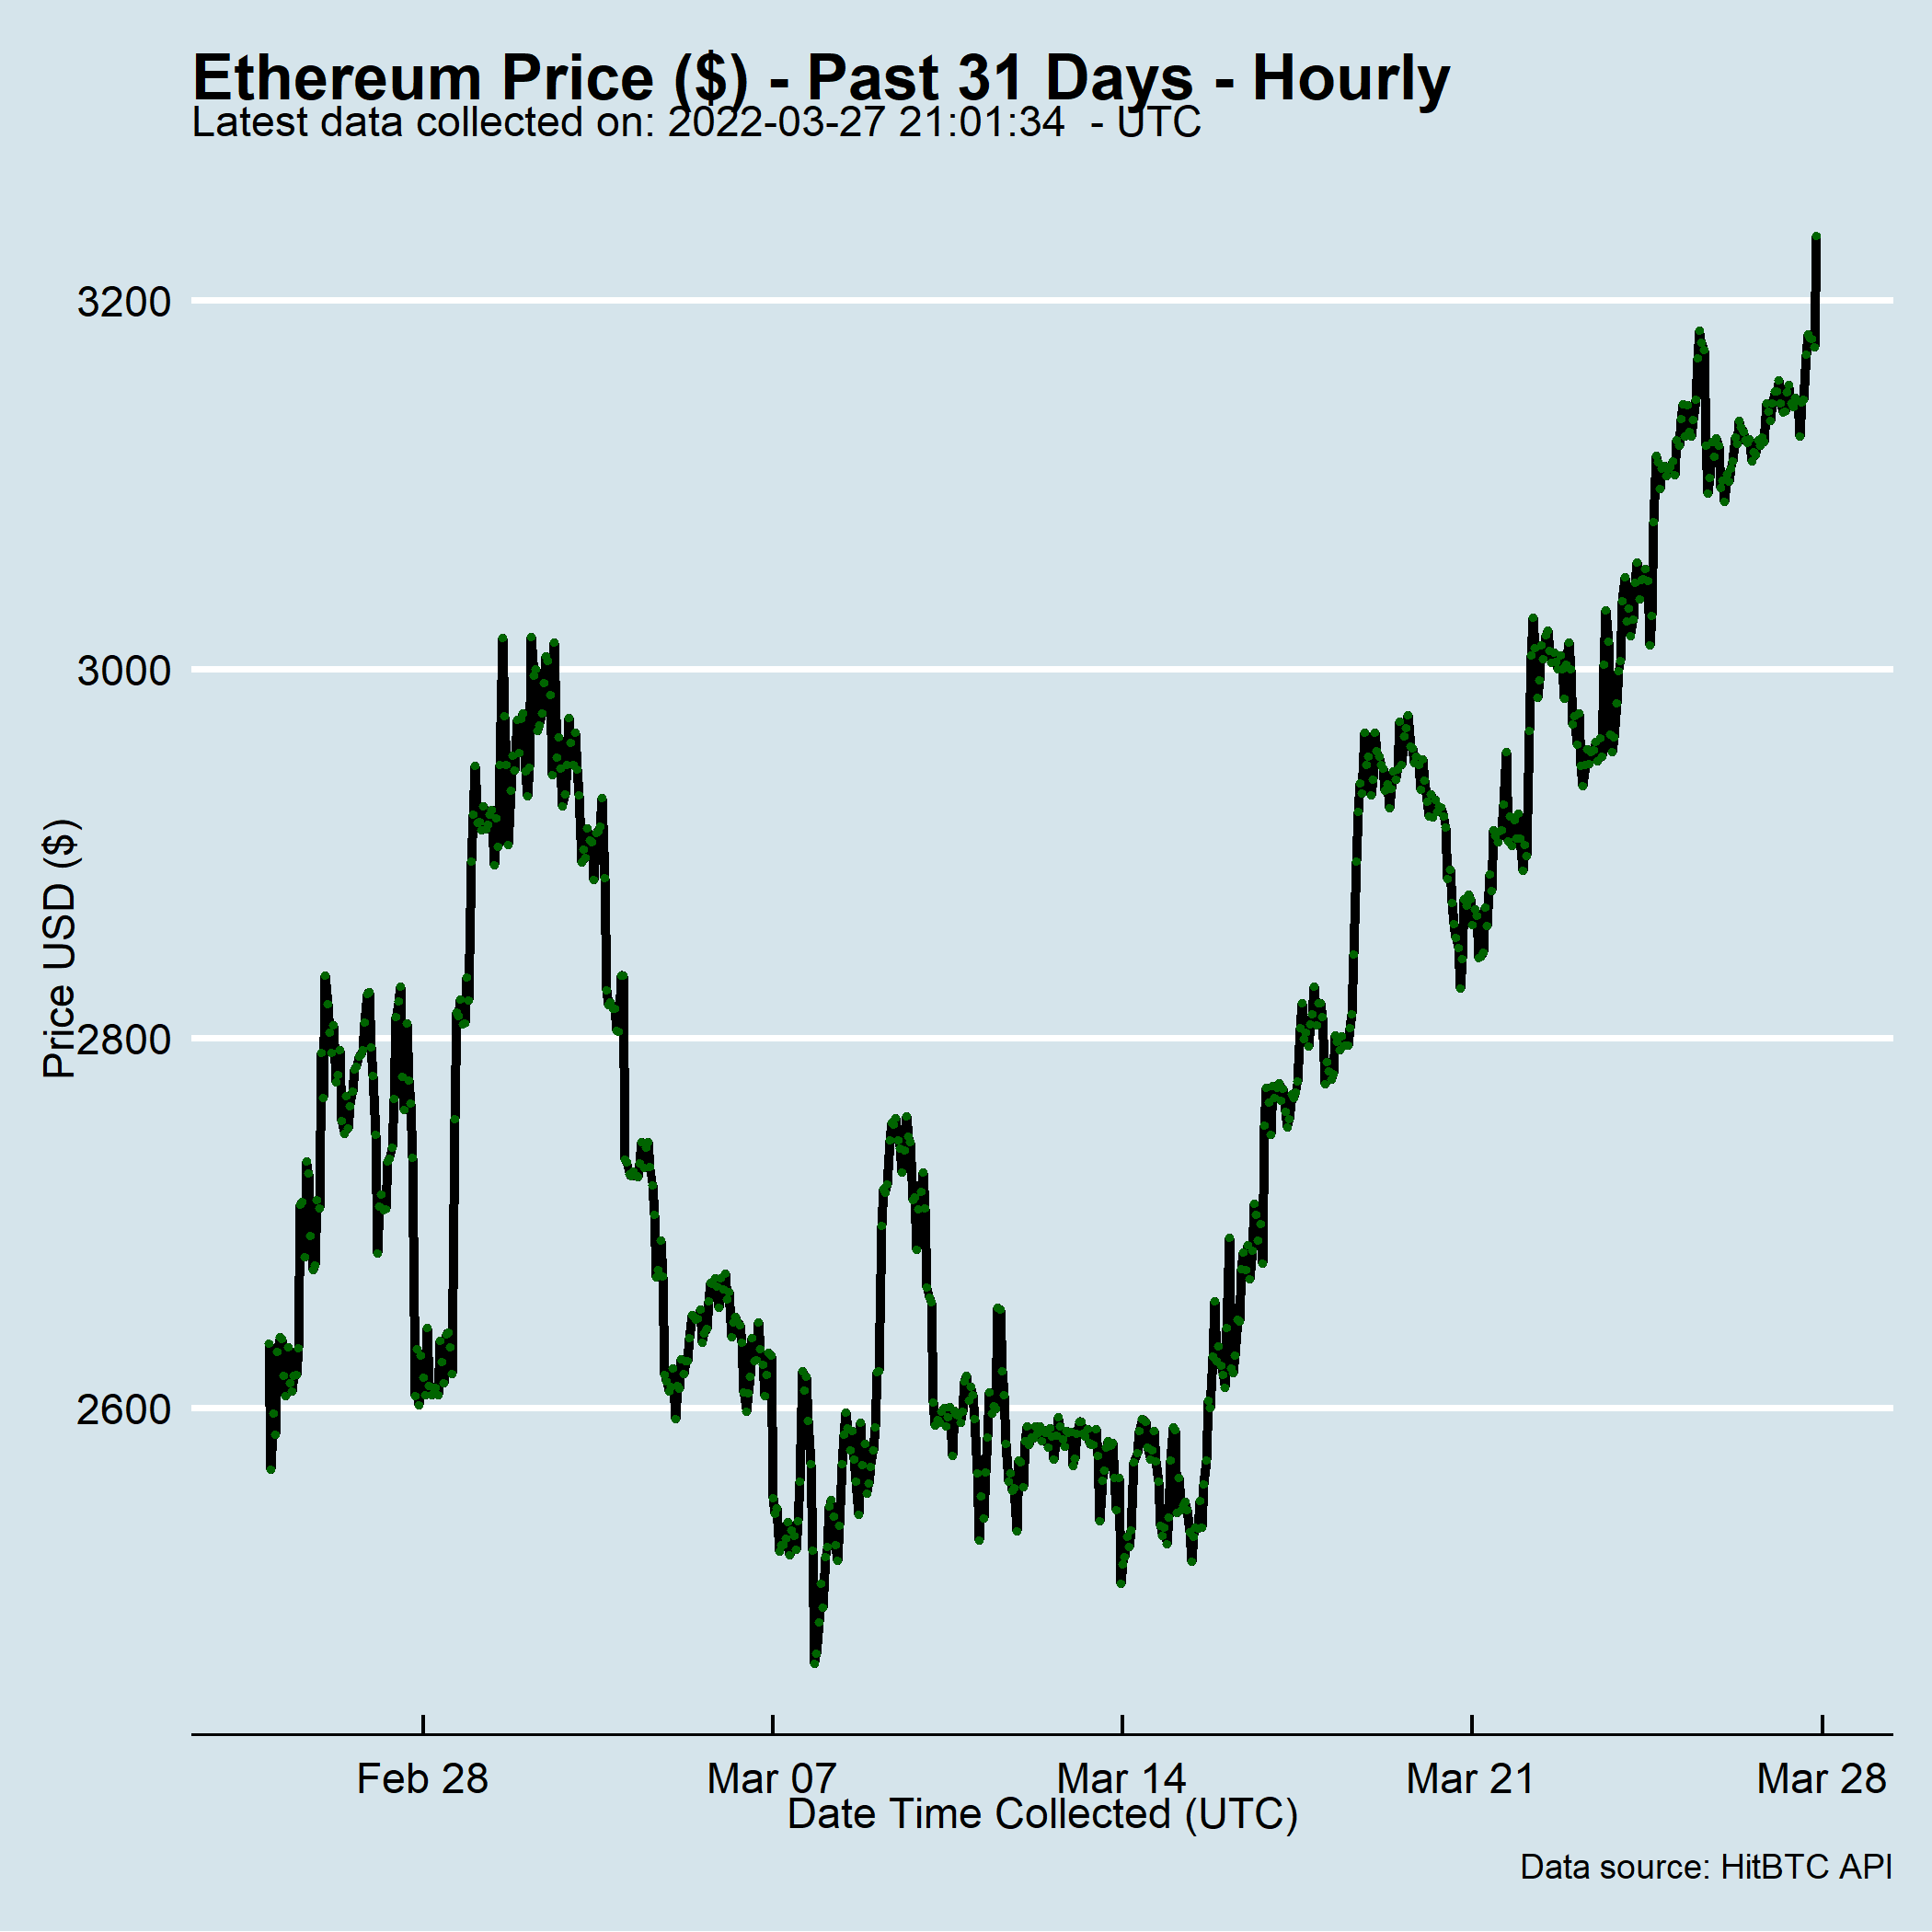 Ethereum Price ($) - Past 31 Days - Hourly
Latest data collected on: 2022-03-27 21:01:34  - UTC
3200
3000
2800
2600
Price USD ($)
Feb 28
Mar 07
Mar 14
Mar 21
Mar 28
Date Time Collected (UTC)
Data source: HitBTC API